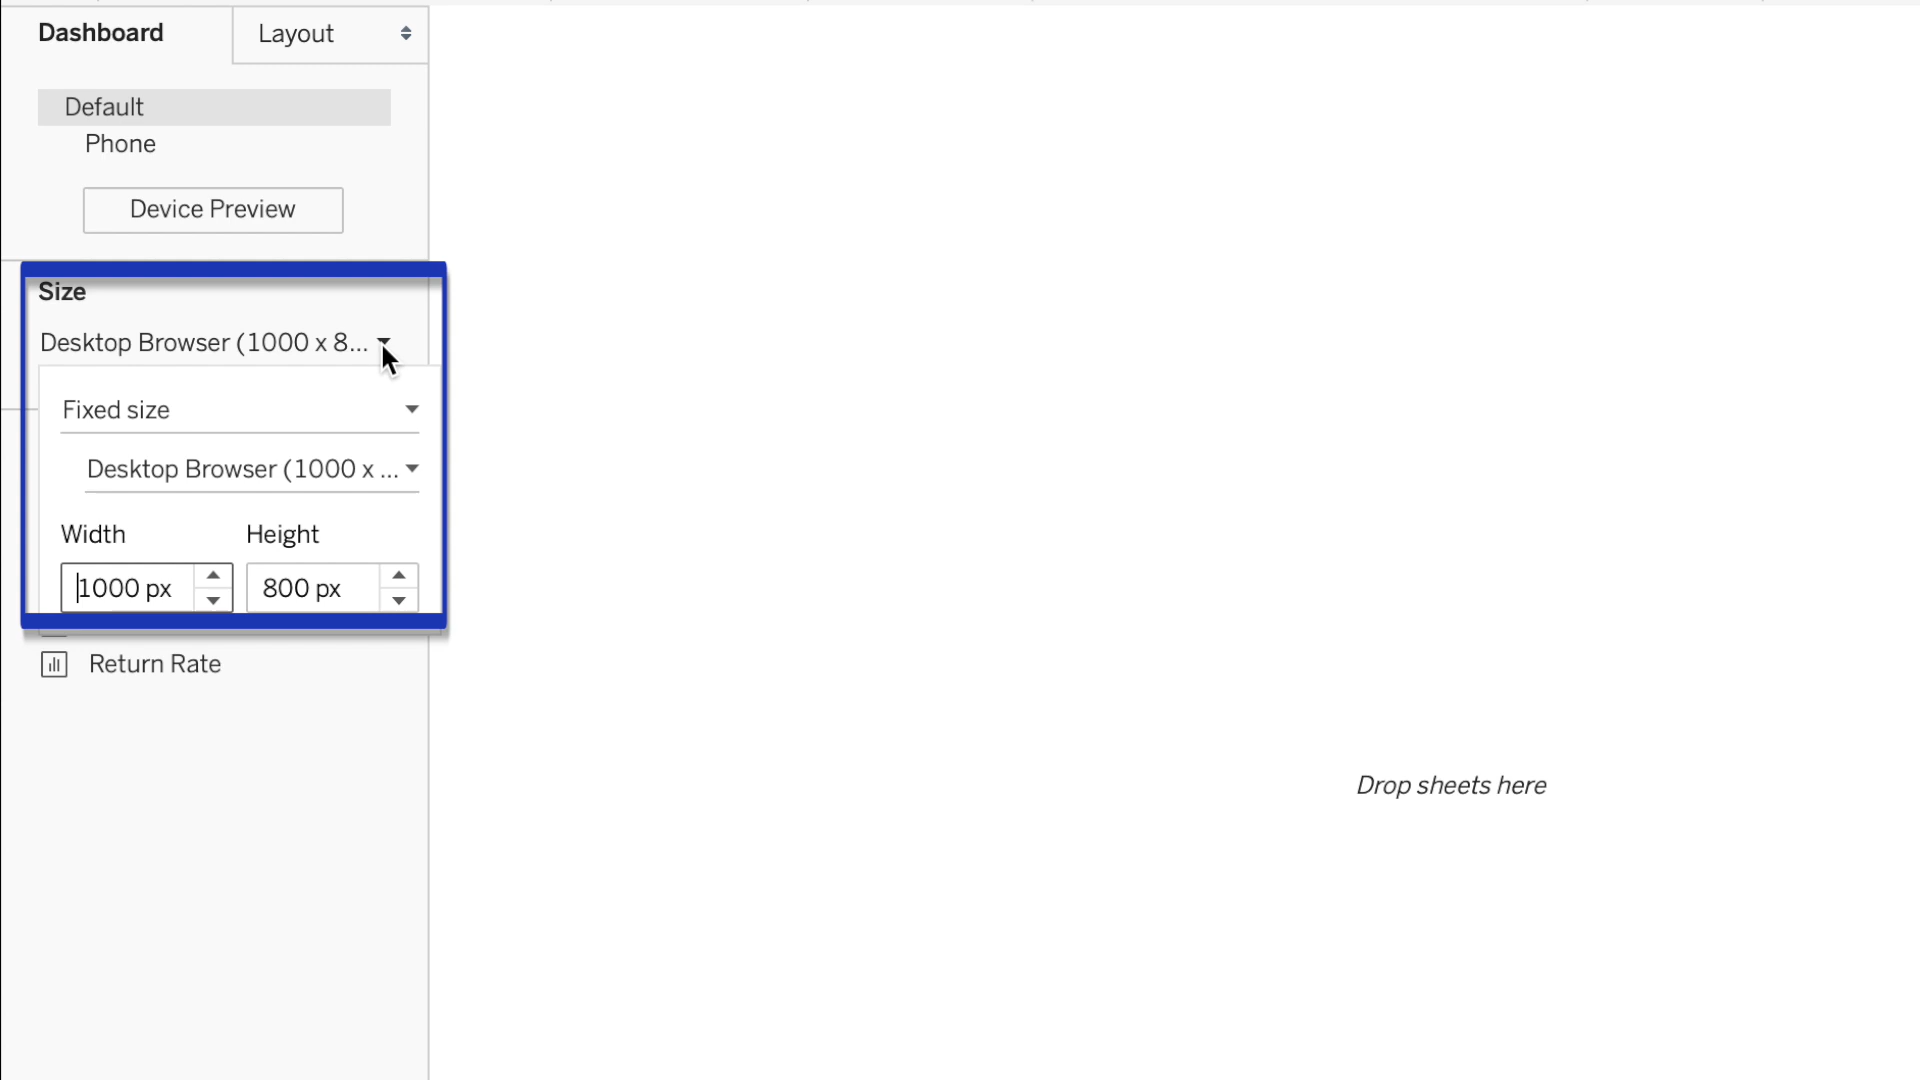 Dashboard
Layout
Default
Phone
Device Preview
Size
Desktop Browser (1000 x 8...
Fixed size
Desktop Browser (1000 x ...
Width Height
1000 px 800 px
Return Rate
Drop sheets here